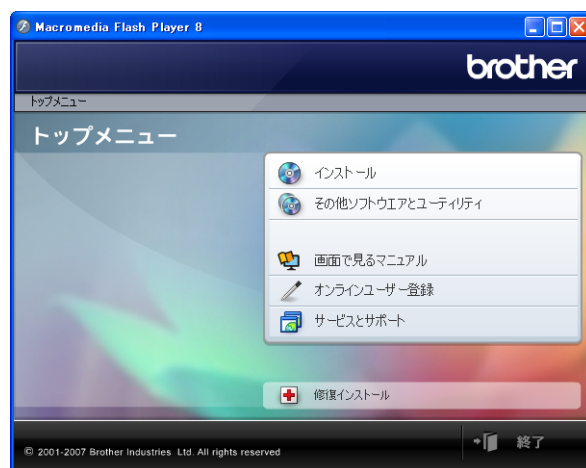 Macromedia Flash Player 8
brother
トップメニュー
トップメニュー
インストール
その他ソフトウエアとユーティリティ
画面で見るマニュアル
オンラインユーザー登録
サービスとサポート
修復インストール
終了
© 2001-2007 Brother Industries Ltd. All rights reserved